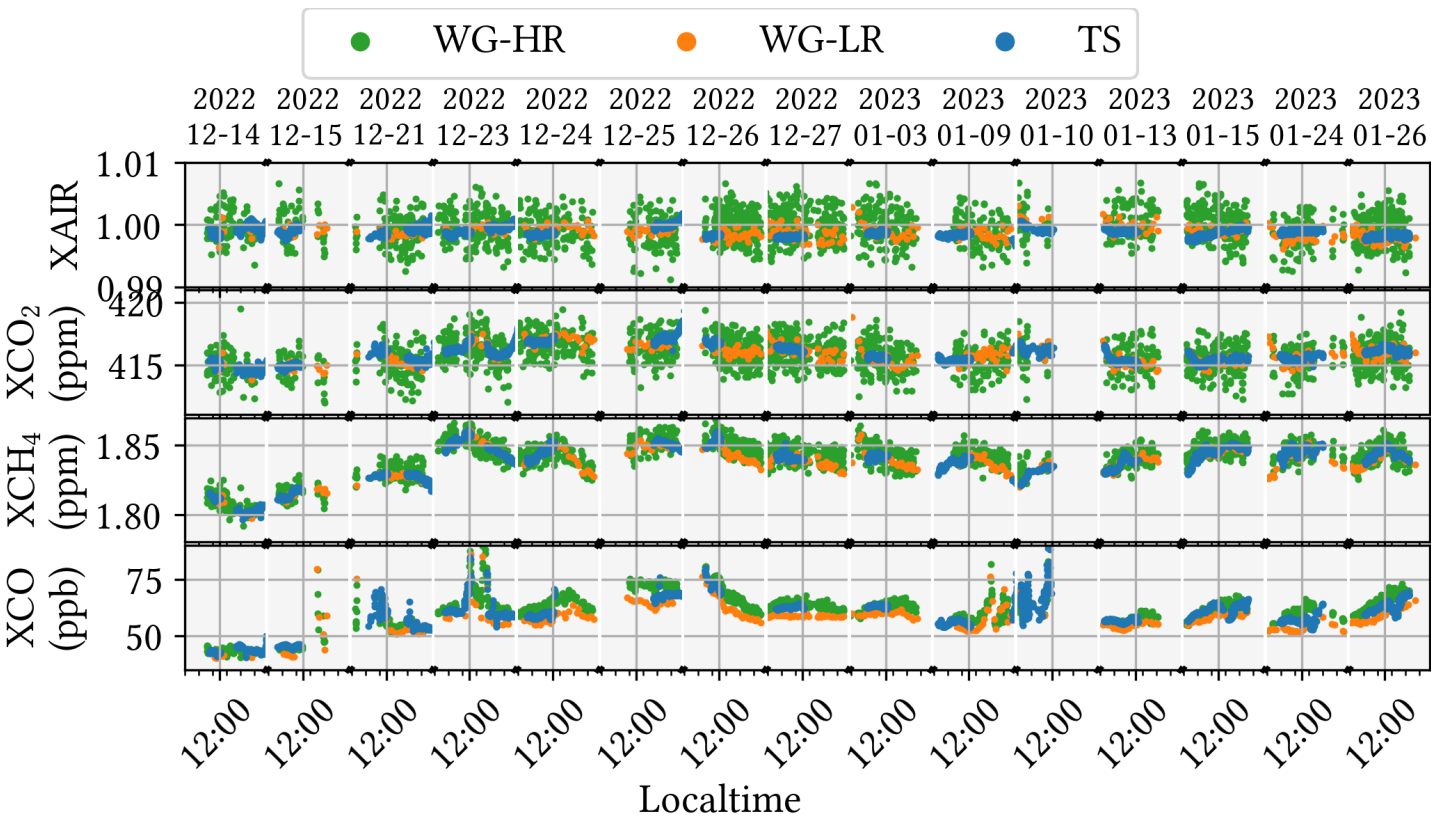 WG-HR WG-LR TS
2022 2022 2022 2022 2022 2022 2022 2022 2023 2023 2023 2023 2023 2023 2023
12-14 12-15 12-21 12-23 12-24 12-25 12-26 12-27 01-03 01-09 01-10 01-13 01-15 01-24 01-26
XAIR
1.01
1.00
0.99
XCO₂
(ppm)
420
415
XCH₄
(ppm)
1.85
1.80
XCO
(ppb)
75
50
12:00 12:00 12:00 12:00 12:00 12:00 12:00 12:00 12:00 12:00 12:00 12:00 12:00 12:00 12:00
Localtime